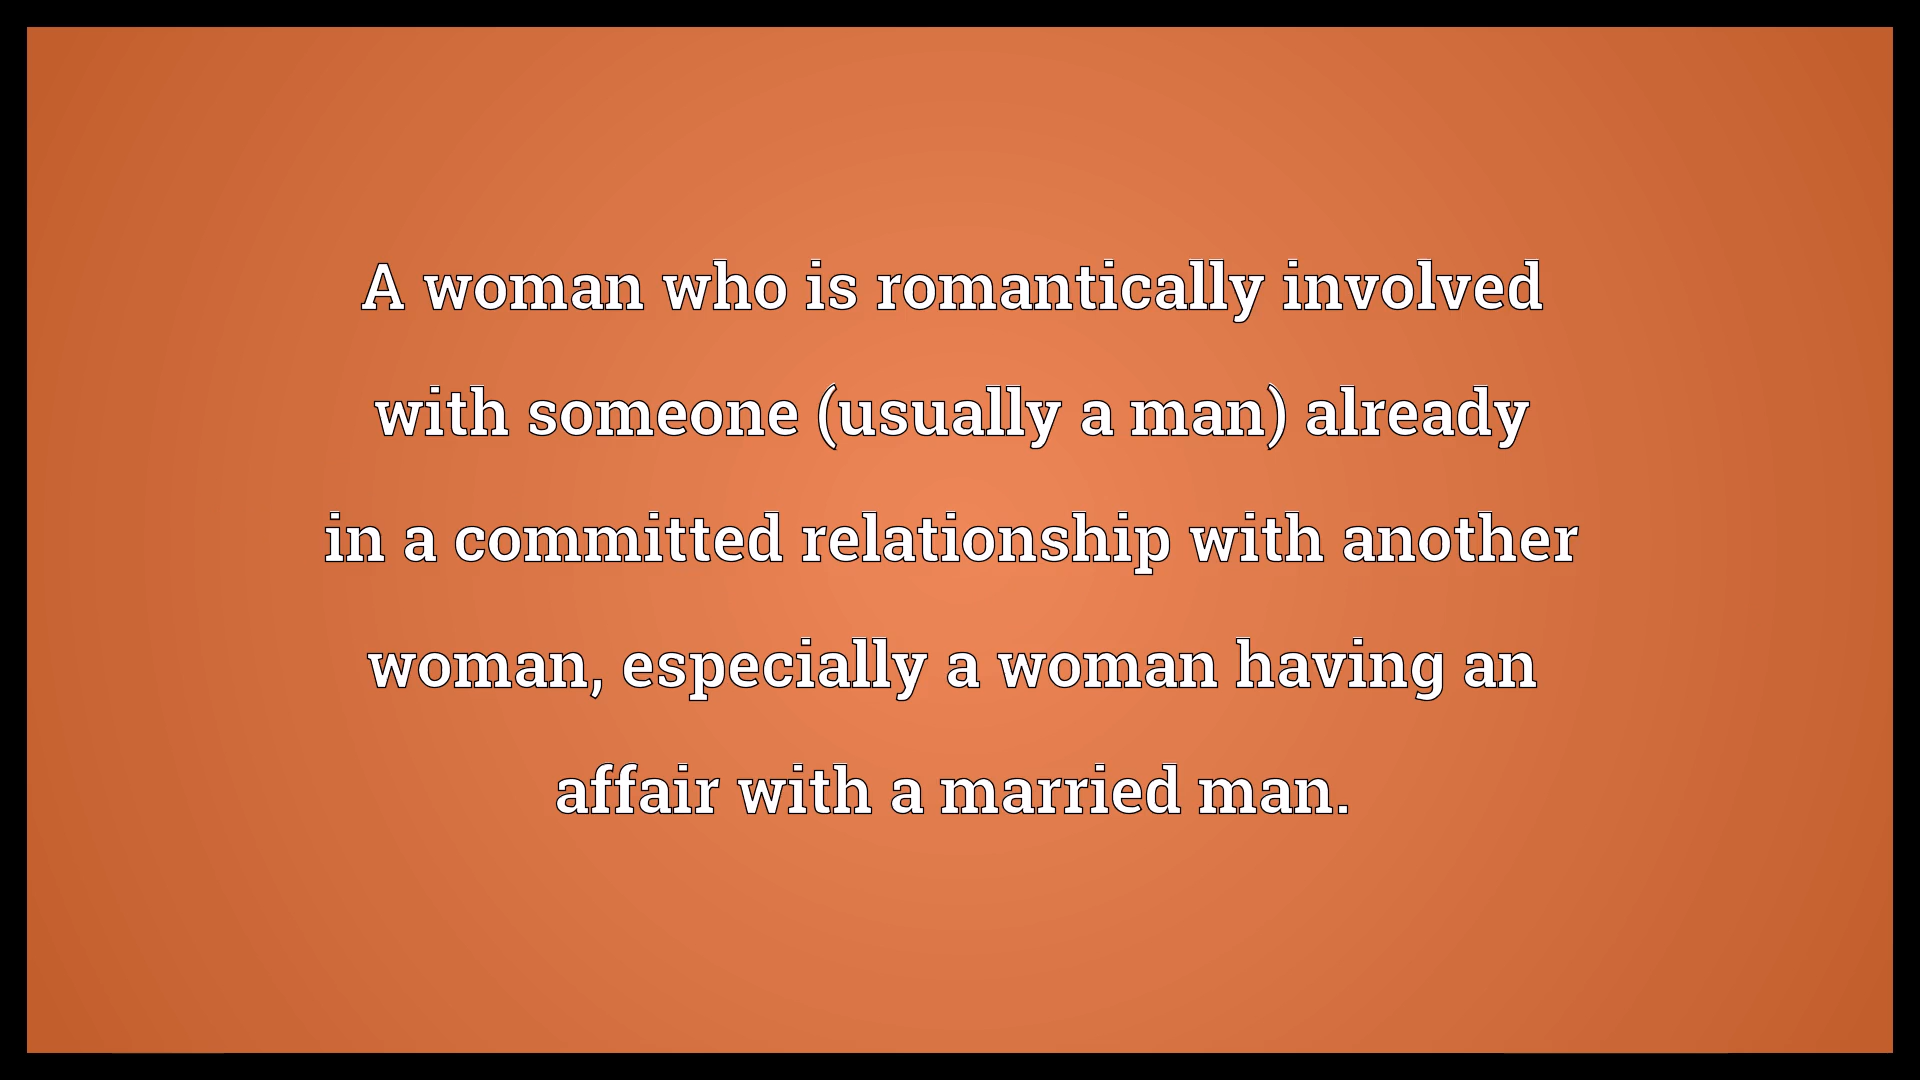 A woman who is romantically involved
with someone (usually a man) already
in a committed relationship with another
woman, especially a woman having an
affair with a married man.